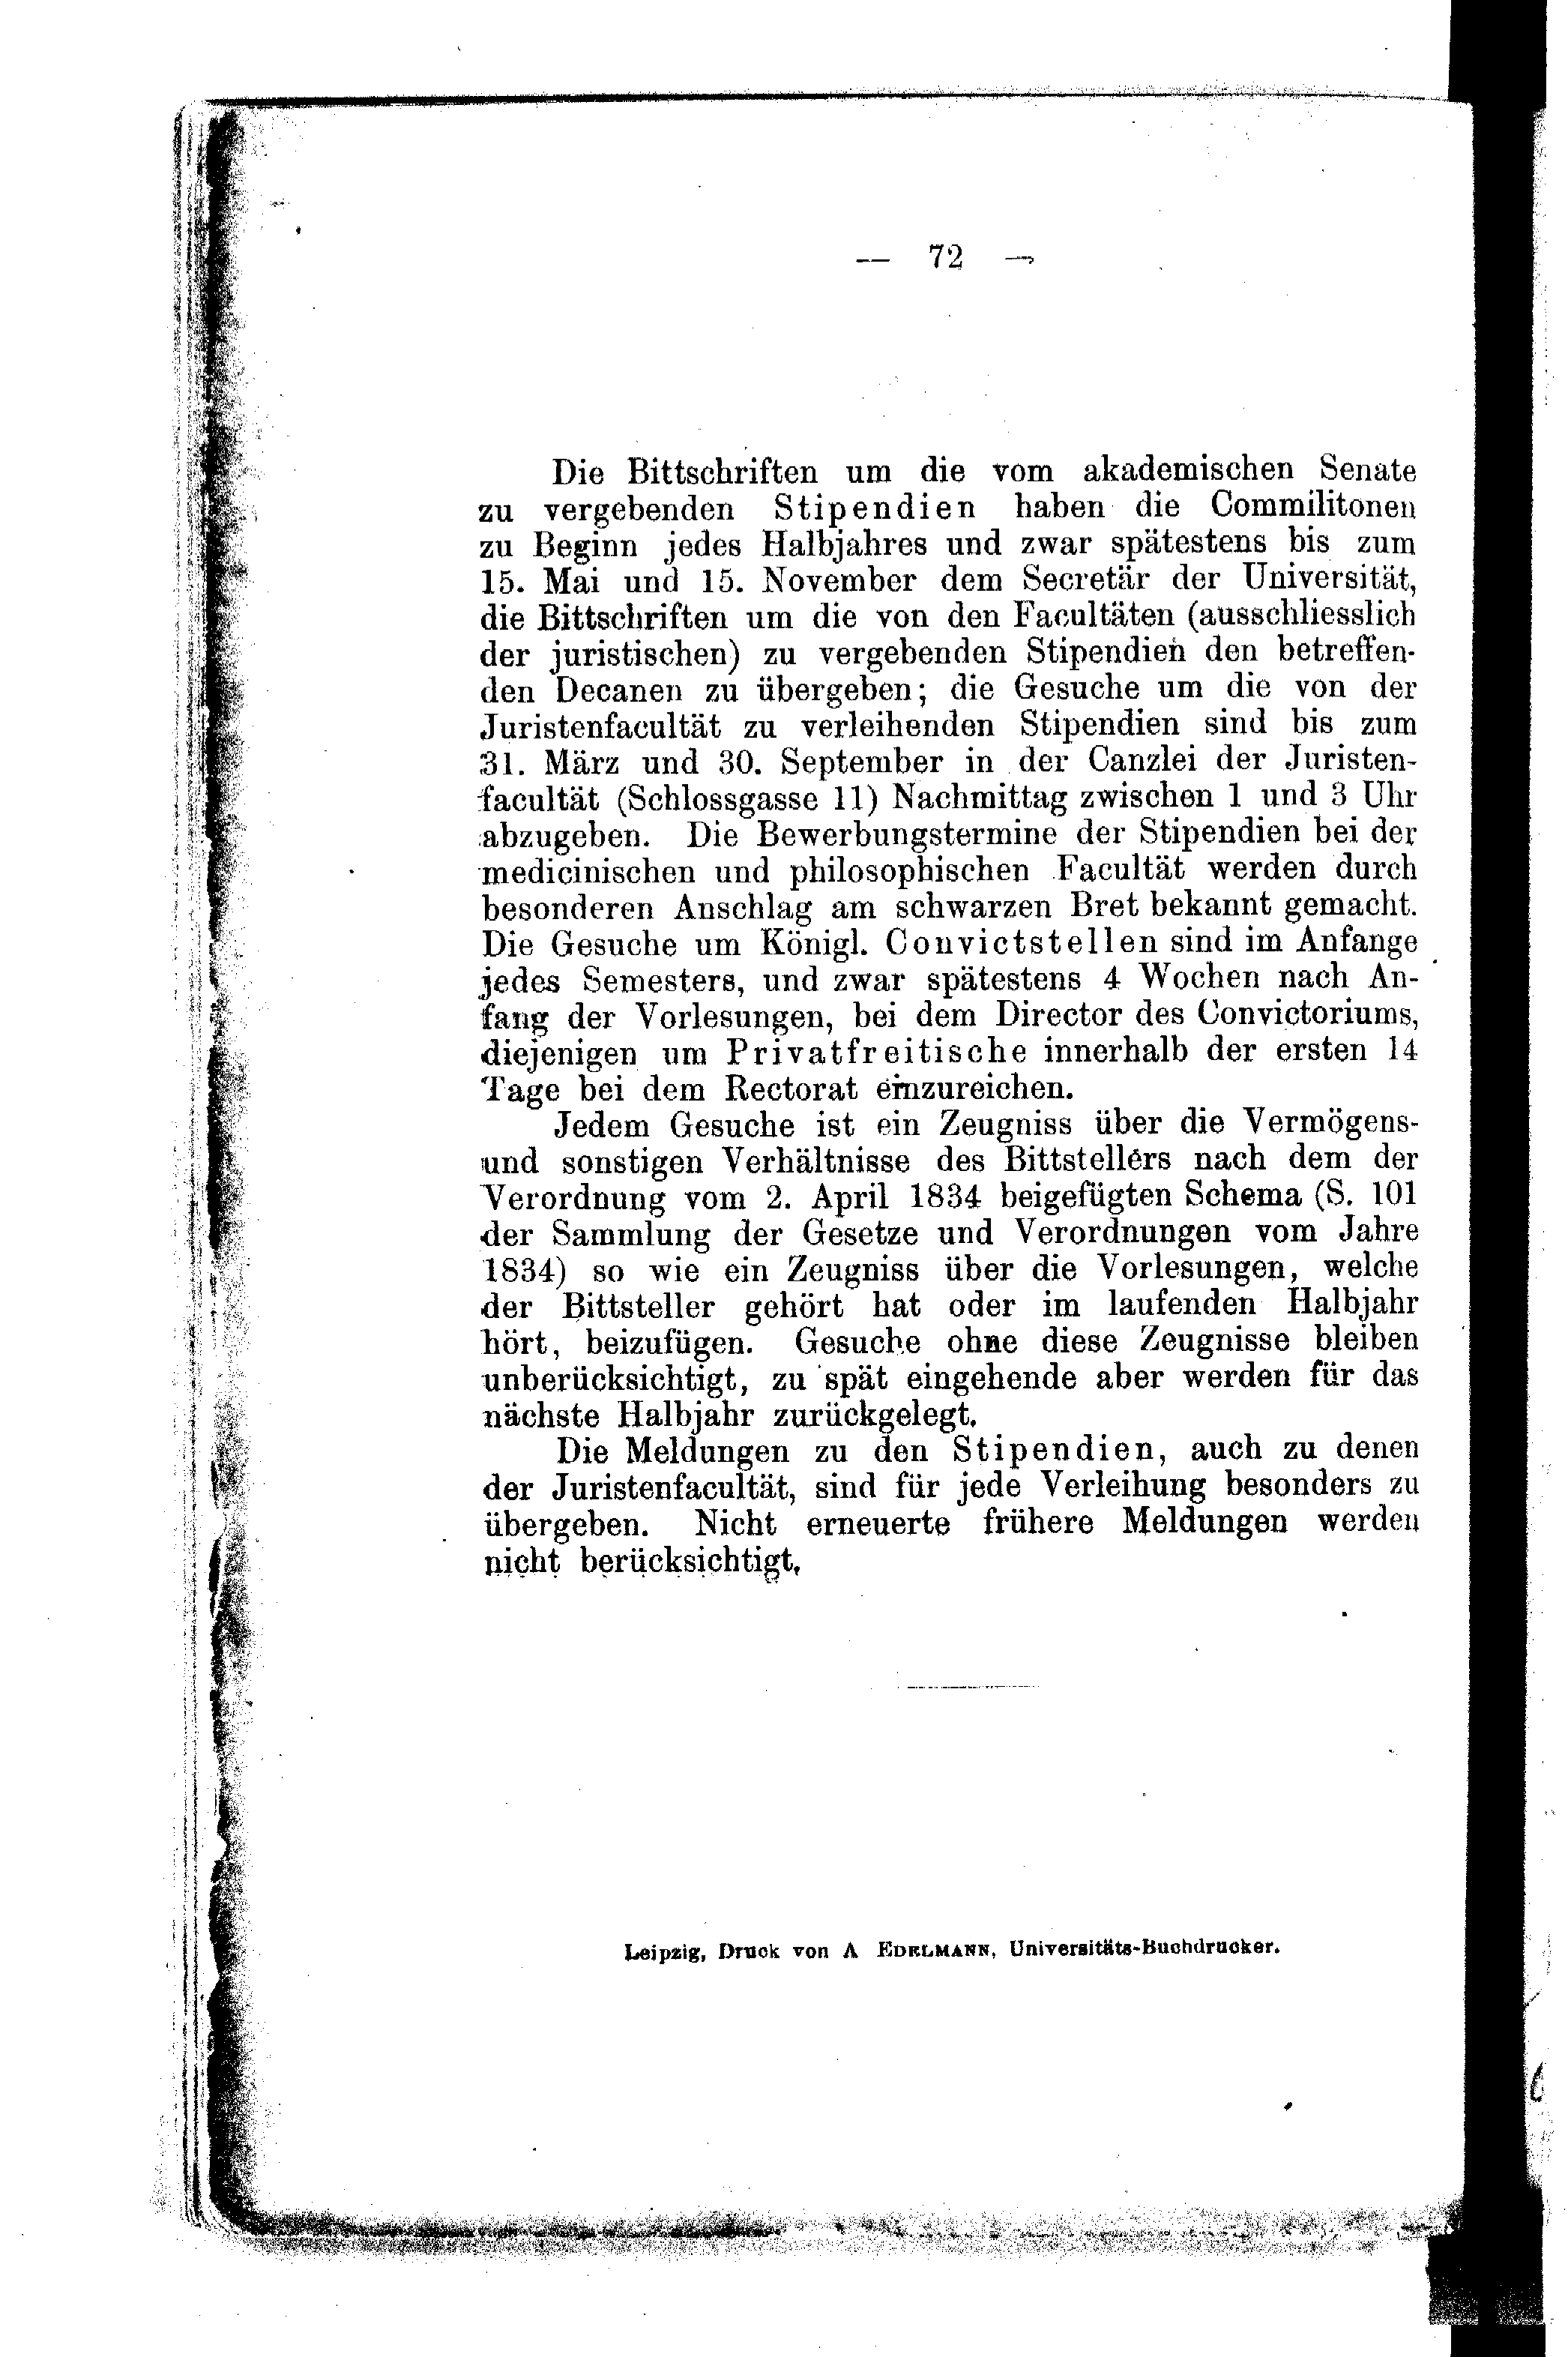 — 72 —
Die Bittschriften um die vom akademischen Senate
zu vergebenden Stipendien haben die Commilitonen
zu Beginn jedes Halbjahres und zwar spätestens bis zum
15. Mai und 15. November dem Secretär der Universität,
die Bittschriften um die von den Facultäten (ausschliesslich
der juristischen) zu vergebenden Stipendien den betreffen-
den Decanen zu übergeben; die Gesuche um die von der
Juristenfacultät zu verleihenden Stipendien sind bis zum
31. März und 30. September in der Canzlei der Juristen-
facultät (Schlossgasse 11) Nachmittag zwischen 1 und 3 Uhr
abzugeben. Die Bewerbungstermine der Stipendien bei der
medicinischen und philosophischen Facultät werden durch
besonderen Anschlag am schwarzen Bret bekannt gemacht.
Die Gesuche um Königl. Convictstellen sind im Anfange
jedes Semesters, und zwar spätestens 4 Wochen nach An-
fang der Vorlesungen, bei dem Director des Convictoriums,
diejenigen um Privatfreitische innerhalb der ersten 14
Tage bei dem Rectorat einzureichen.
Jedem Gesuche ist ein Zeugniss über die Vermögens-
und sonstigen Verhältnisse des Bittstellers nach dem der
Verordnung vom 2. April 1834 beigefügten Schema (S. 101
der Sammlung der Gesetze und Verordnungen vom Jahre
1834) so wie ein Zeugniss über die Vorlesungen, welche
der Bittsteller gehört hat oder im laufenden Halbjahr
hört, beizufügen. Gesuche ohne diese Zeugnisse bleiben
unberücksichtigt, zu spät eingehende aber werden für das
nächste Halbjahr zurückgelegt.
Die Meldungen zu den Stipendien, auch zu denen
der Juristenfacultät, sind für jede Verleihung besonders zu
übergeben. Nicht erneuerte frühere Meldungen werden
nicht berücksichtigt.
Leipzig, Druck von A EDELMANN, Universitäts-Buchdrucker.